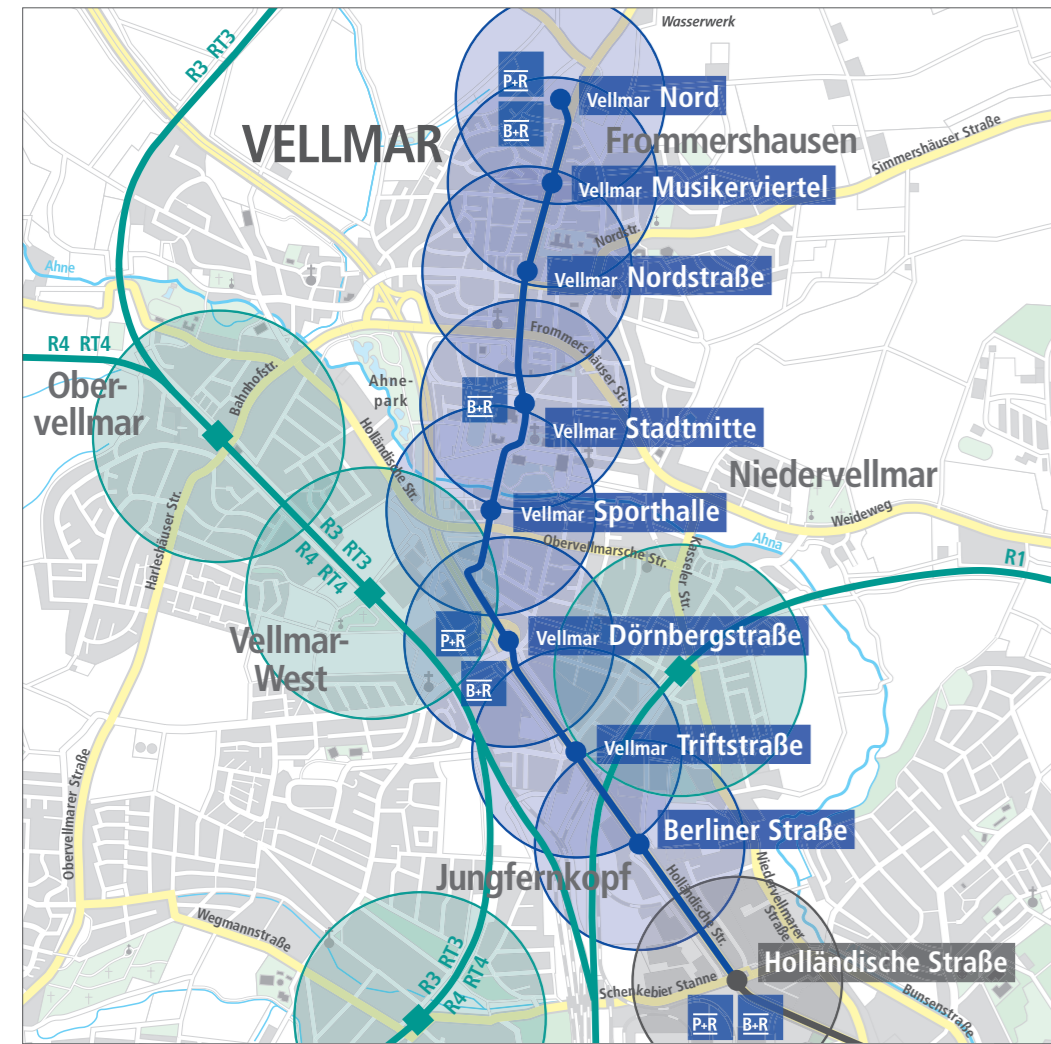 Wasserwerk
R3 RT3
P+R
Vellmar Nord
B+R
VELLMAR
Frommershausen
Simmershäuser Straße
Vellmar Musikerviertel
Nordstr.
Ahne
Vellmar Nordstraße
R4 RT4
Frommershäuser Str.
Bahnhofstr.
Ober-
vellmar
Ahne-
park
B+R
Holländische Str.
Vellmar Stadtmitte
Niedervellmar
Harleshäuser Str.
Vellmar Sporthalle
Weideweg
R3 RT3
R4 RT4
Obervellmarsche Str.
Kasseler Str.
Ahna
R1
Vellmar-
West
P+R
Vellmar Dörnbergstraße
B+R
Obervellmarer Straße
Vellmar Triftstraße
Berliner Straße
Jungfernkopf
Holländische Str.
Niedervellmarer
Straße
Wegmannstraße
R3 RT3
R4 RT4
Holländische Straße
Schenkebier Stanne
Bunsenstraße
P+R
B+R